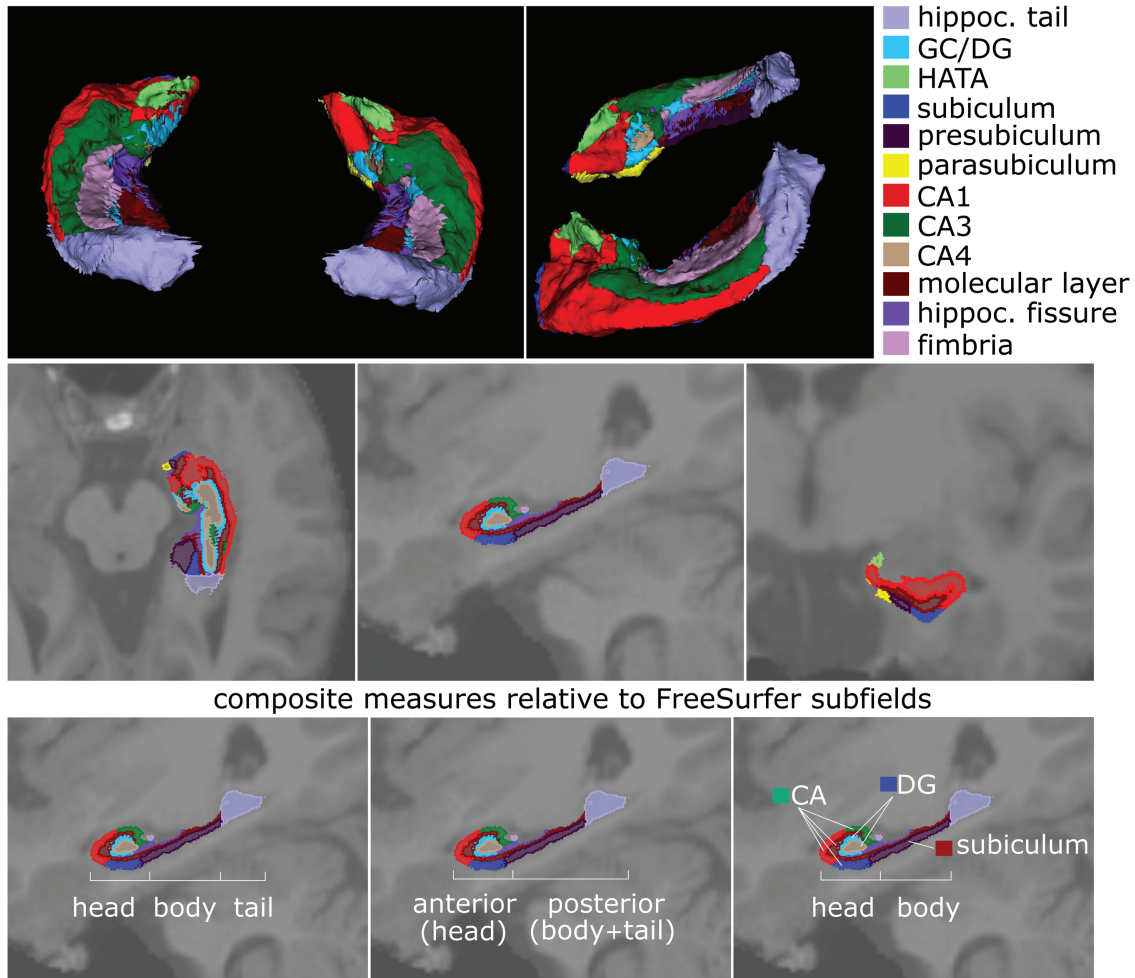 hippoc. tail
GC/DG
HATA
subiculum
presubiculum
parasubiculum
CA1
CA3
CA4
molecular layer
hippoc. fissure
fimbria
composite measures relative to FreeSurfer subfields
head body tail
anterior posterior
(head) (body+tail)
CA DG
subiculum
head body